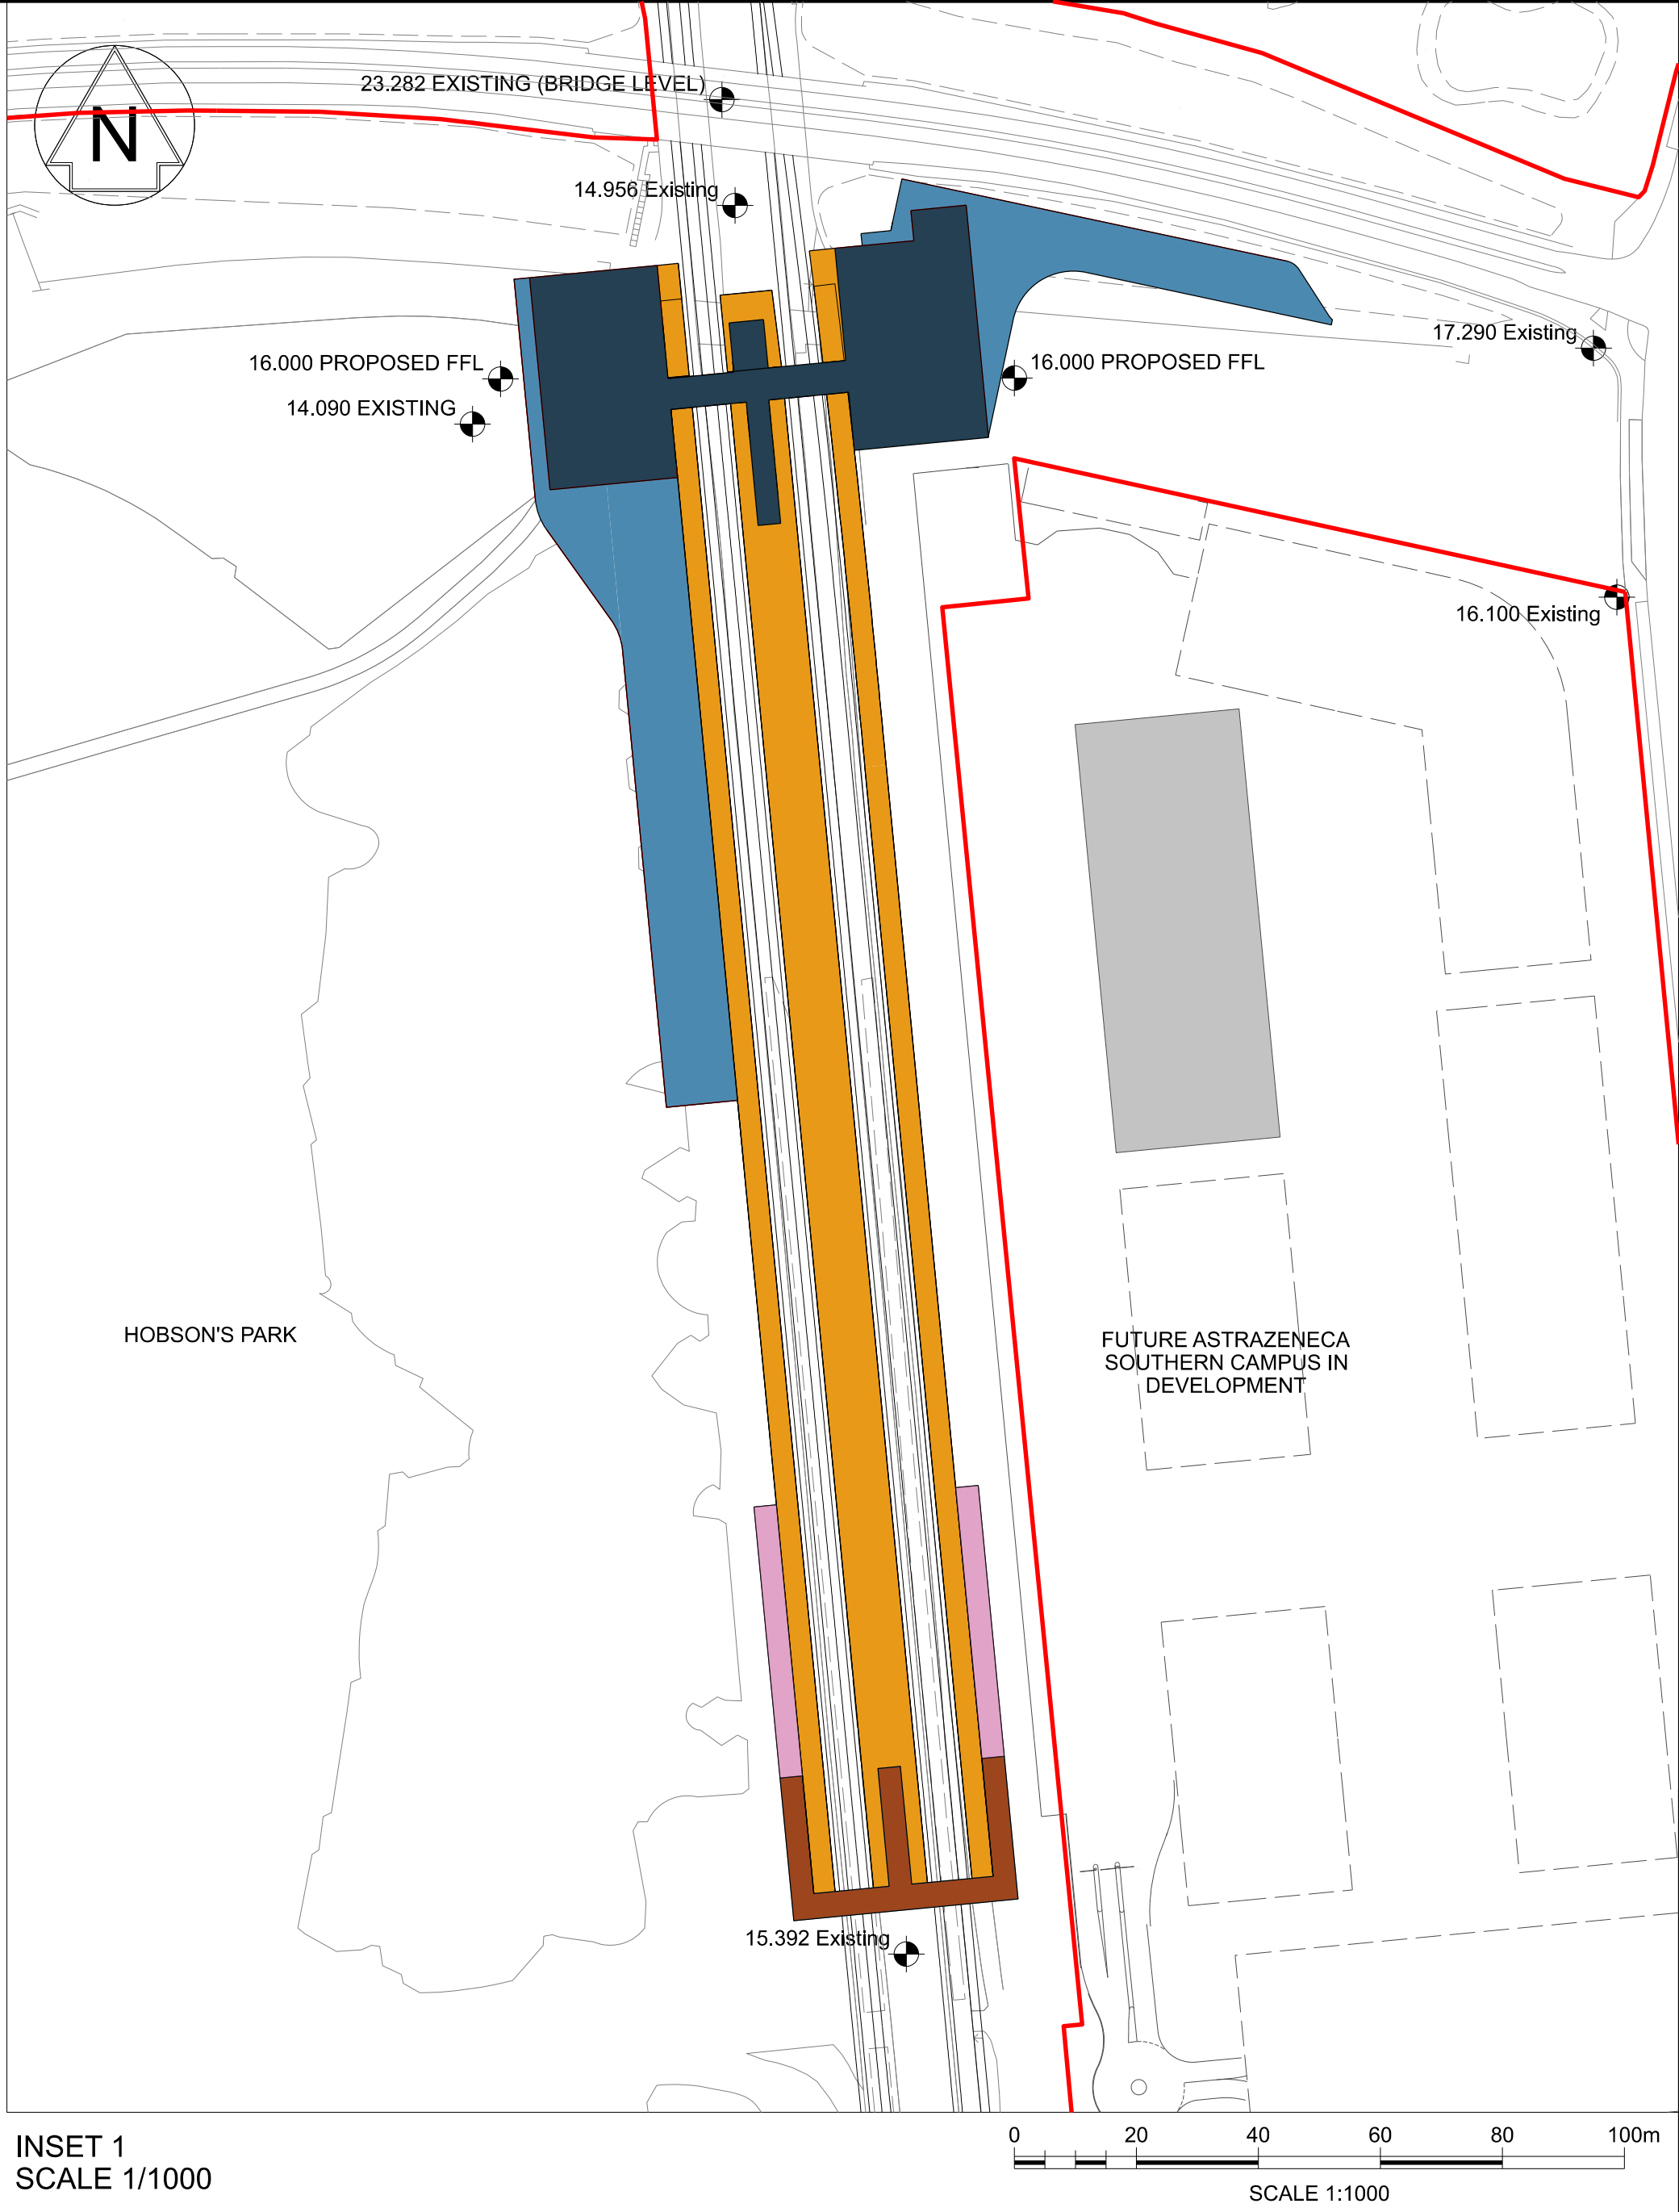 N
23.282 EXISTING (BRIDGE LEVEL)
14.956 Existing
17.290 Existing
16.000 PROPOSED FFL
16.000 PROPOSED FFL
14.090 EXISTING
16.100 Existing
HOBSON'S PARK
FUTURE ASTRAZENECA
SOUTHERN CAMPUS IN
DEVELOPMENT
15.392 Existing
INSET 1
SCALE 1/1000
0 20 40 60 80 100m
SCALE 1:1000